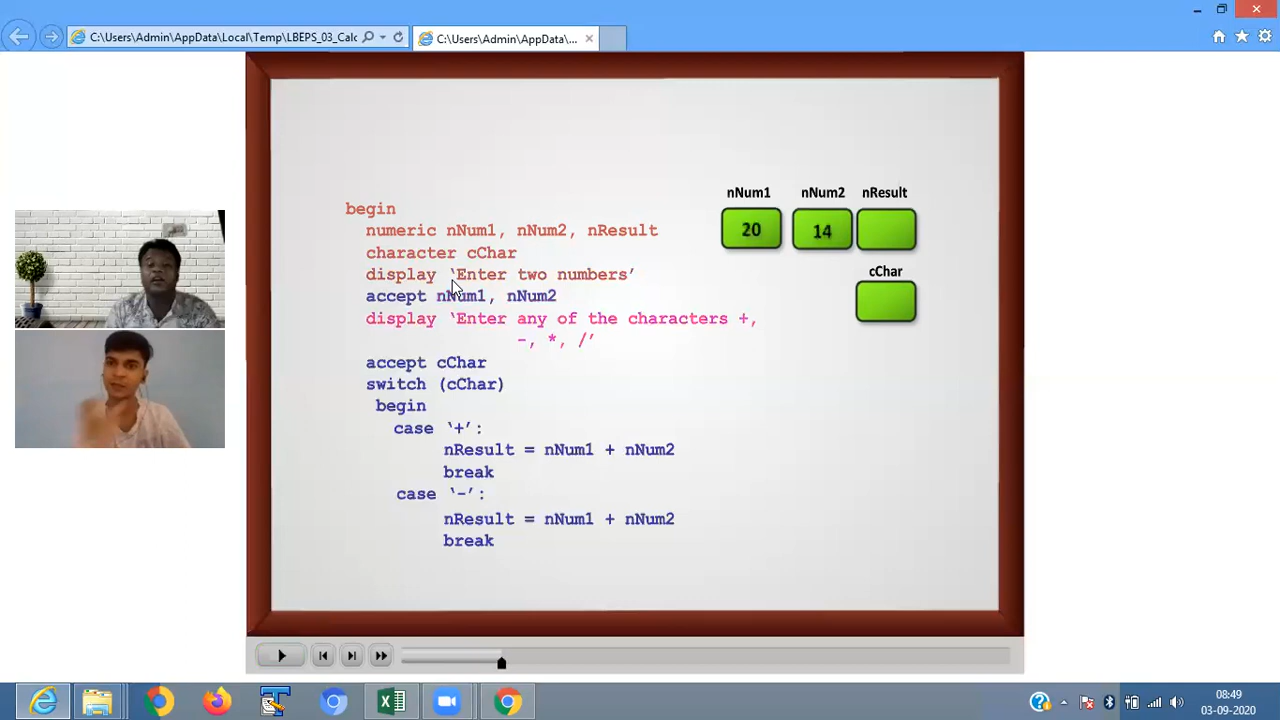 C:\Users\Admin\AppData\Local\Temp\LBEPS_03_Calc
C:\Users\Admin\AppData\...
nNum1 nNum2 nResult
begin
numeric nNum1, nNum2, nResult
20 14
character cChar
cChar
display ‘Enter two numbers’
accept nNum1, nNum2
display ‘Enter any of the characters +,
-, *, /’
accept cChar
switch (cChar)
begin
case ‘+’:
nResult = nNum1 + nNum2
break
case ‘-’:
nResult = nNum1 + nNum2
break
08:49
03-09-2020